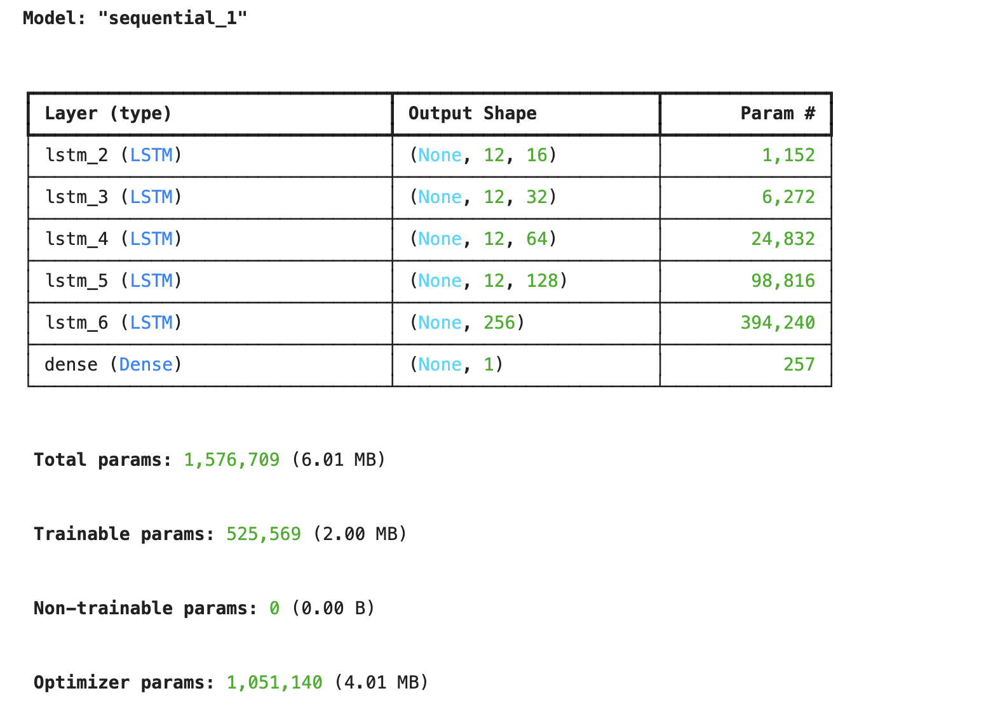 Model: "sequential_1"
Layer (type) Output Shape Param #
lstm_2 (LSTM) (None, 12, 16) 1,152
lstm_3 (LSTM) (None, 12, 32) 6,272
lstm_4 (LSTM) (None, 12, 64) 24,832
lstm_5 (LSTM) (None, 12, 128) 98,816
lstm_6 (LSTM) (None, 256) 394,240
dense (Dense) (None, 1) 257
Total params: 1,576,709 (6.01 MB)
Trainable params: 525,569 (2.00 MB)
Non-trainable params: 0 (0.00 B)
Optimizer params: 1,051,140 (4.01 MB)